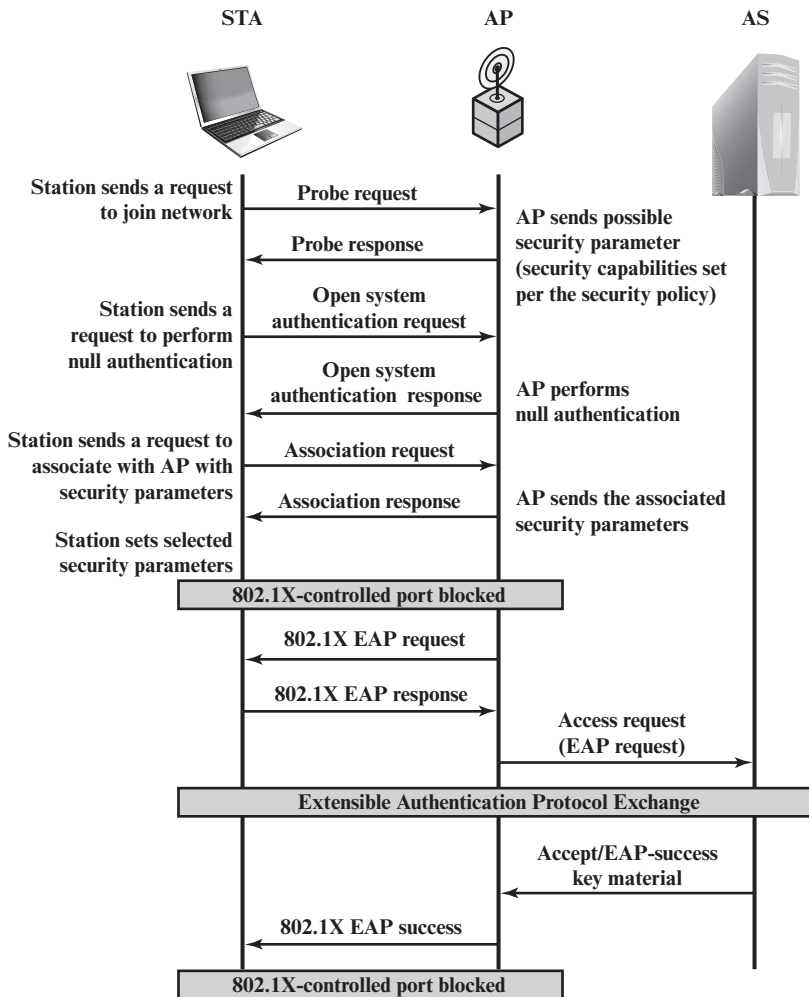 STA
AP
AS
Station sends a request
to join network
Probe request
Probe response
AP sends possible
security parameter
(security capabilities set
per the security policy)
Station sends a
request to perform
null authentication
Open system
authentication request
Open system
authentication response
AP performs
null authentication
Station sends a request to
associate with AP with
security parameters
Association request
Association response
AP sends the associated
security parameters
Station sets selected
security parameters
802.1X-controlled port blocked
802.1X EAP request
802.1X EAP response
Access request
(EAP request)
Extensible Authentication Protocol Exchange
Accept/EAP-success
key material
802.1X EAP success
802.1X-controlled port blocked